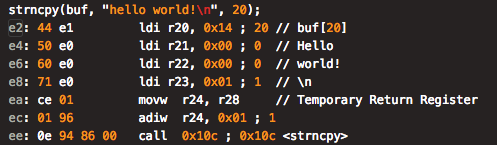 strncpy(buf, "hello world!\n", 20);
e2: 44 e1 ldi r20, 0x14 ; 20 // buf[20]
e4: 50 e0 ldi r21, 0x00 ; 0 // Hello
e6: 60 e0 ldi r22, 0x00 ; 0 // world!
e8: 71 e0 ldi r23, 0x01 ; 1 // \n
ea: ce 01 movw r24, r28 // Temporary Return Register
ec: 01 96 adiw r24, 0x01 ; 1
ee: 0e 94 86 00 call 0x10c ; 0x10c <strncpy>